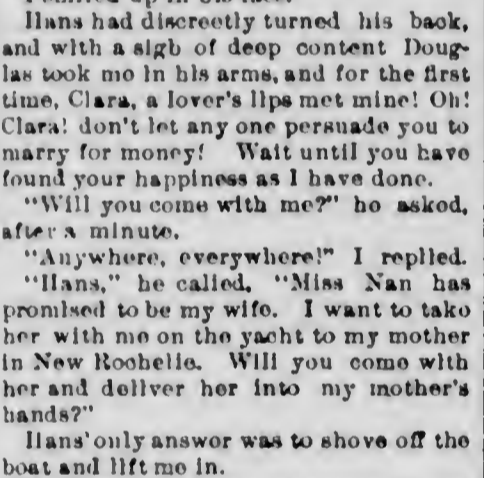 Hans had discreetly turned his back,
and with a sigh of deep content Doug-
las took me in his arms, and for the first
time, Clara, a lover's lips met mine! Oh!
Clara! don't let any one persuade you to
marry for money! Wait until you have
found your happiness as I have done.
"Will you come with me?" he asked,
after a minute.
"Anywhere, everywhere!" I replied.
"Hans," he called, "Miss Nan has
promised to be my wife. I want to take
her with me on the yacht to my mother
in New Rochelle. Will you come with
her and deliver her into my mother's
hands?"
Hans' only answer was to shove off the
boat and lift me in.